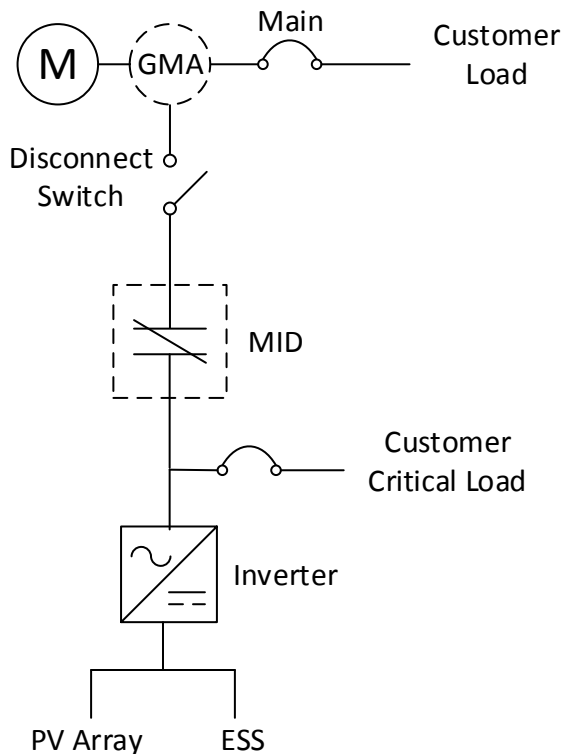 M
GMA
Main
Customer
Load
Disconnect
Switch
MID
Customer
Critical Load
Inverter
PV Array
ESS